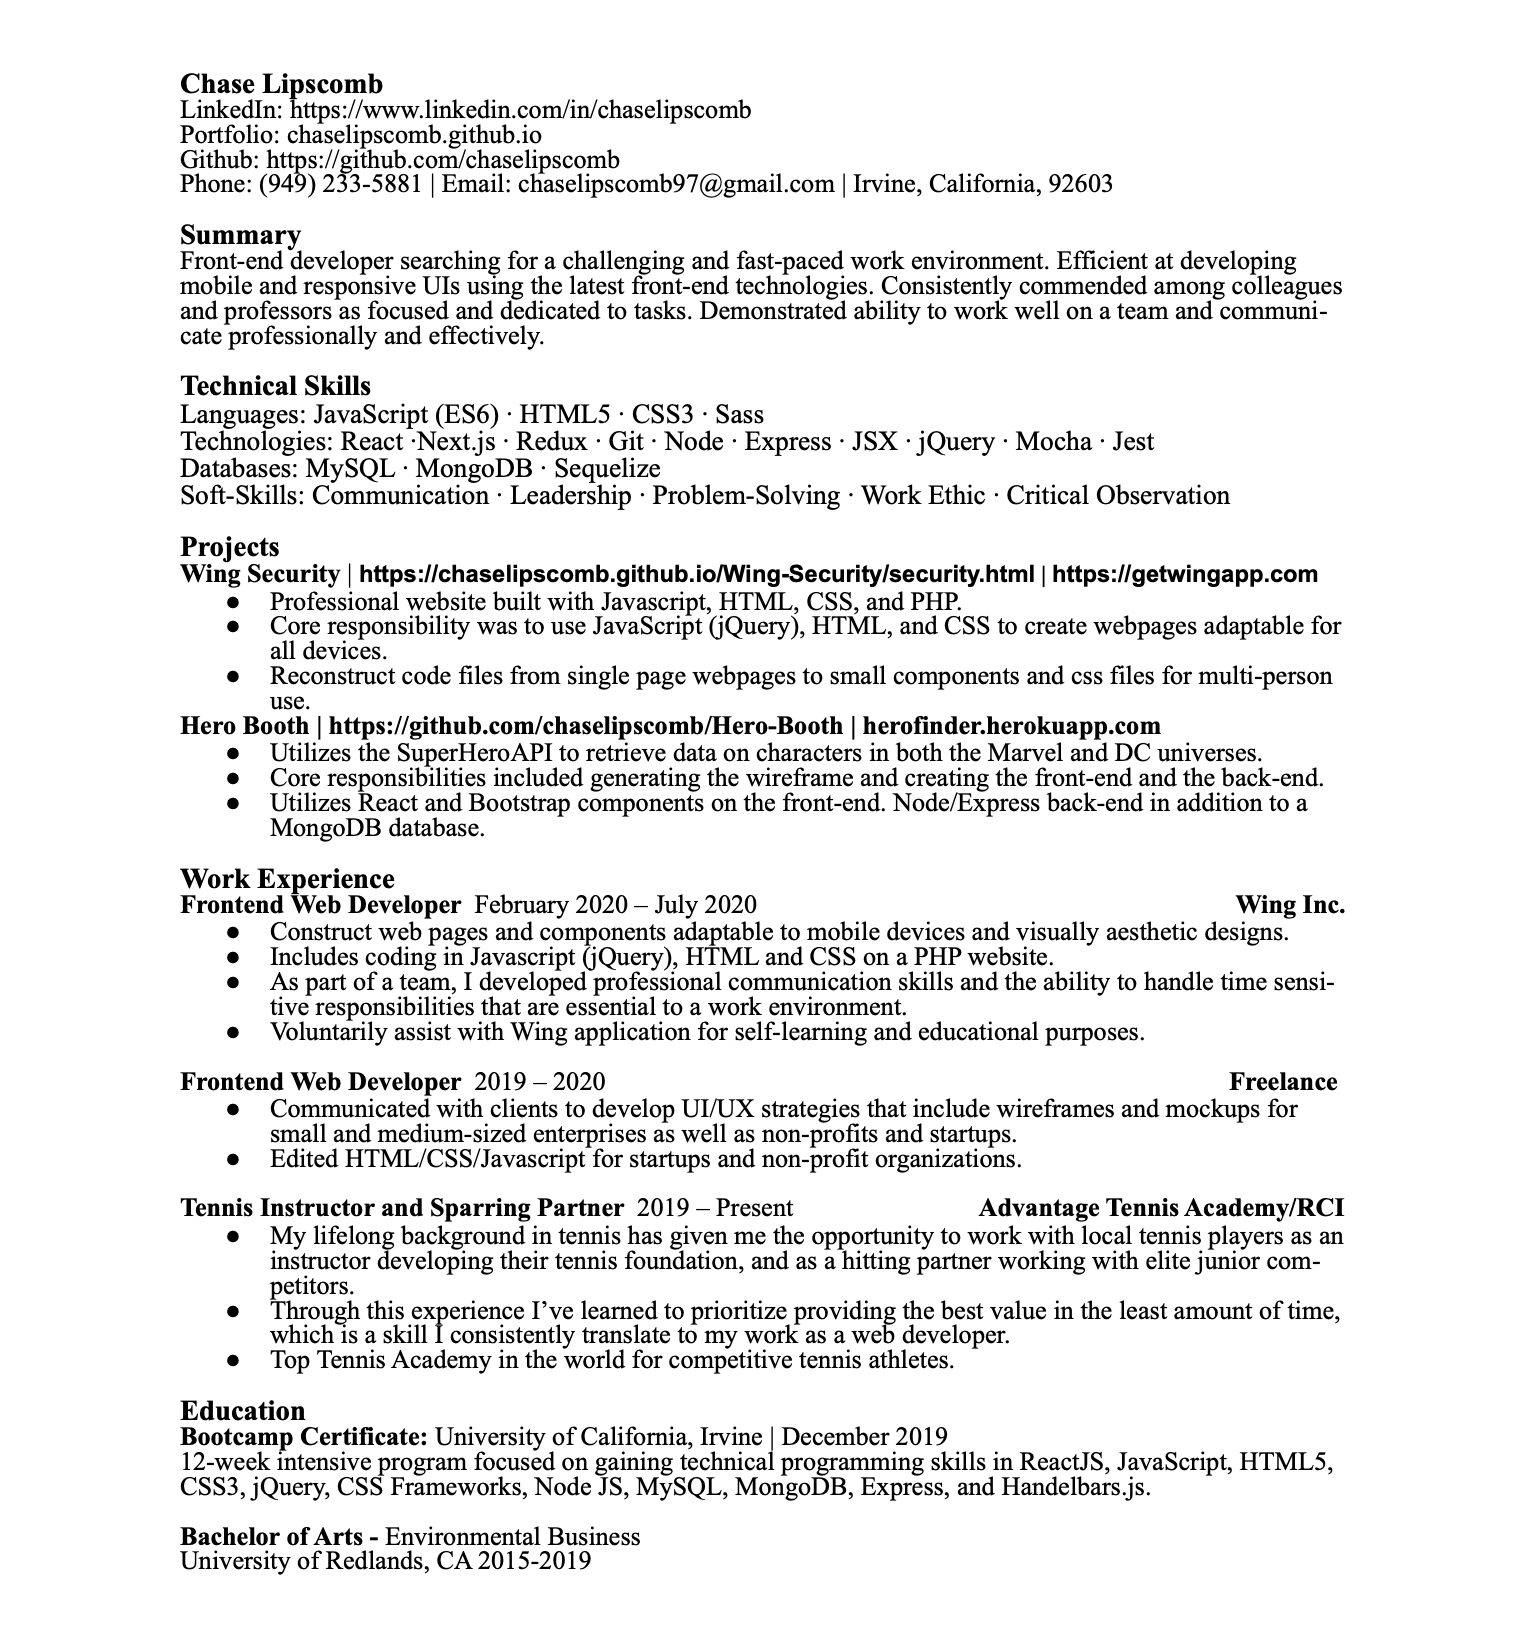 Chase Lipscomb
LinkedIn: https://www.linkedin.com/in/chaselipscomb
Portfolio: chaselipscomb.github.io
Github: https://github.com/chaselipscomb
Phone: (949) 233-5881 | Email: chaselipscomb97@gmail.com | Irvine, California, 92603
Summary
Front-end developer searching for a challenging and fast-paced work environment. Efficient at developing
mobile and responsive UIs using the latest front-end technologies. Consistently commended among colleagues
and professors as focused and dedicated to tasks. Demonstrated ability to work well on a team and communi-
cate professionally and effectively.
Technical Skills
Languages: JavaScript (ES6) · HTML5 · CSS3 · Sass
Technologies: React ·Next.js · Redux · Git · Node · Express · JSX · jQuery · Mocha · Jest
Databases: MySQL · MongoDB · Sequelize
Soft-Skills: Communication · Leadership · Problem-Solving · Work Ethic · Critical Observation
Projects
Wing Security | https://chaselipscomb.github.io/Wing-Security/security.html | https://getwingapp.com
● Professional website built with Javascript, HTML, CSS, and PHP.
● Core responsibility was to use JavaScript (jQuery), HTML, and CSS to create webpages adaptable for
all devices.
● Reconstruct code files from single page webpages to small components and css files for multi-person
use.
Hero Booth | https://github.com/chaselipscomb/Hero-Booth | herofinder.herokuapp.com
● Utilizes the SuperHeroAPI to retrieve data on characters in both the Marvel and DC universes.
● Core responsibilities included generating the wireframe and creating the front-end and the back-end.
● Utilizes React and Bootstrap components on the front-end. Node/Express back-end in addition to a
MongoDB database.
Work Experience
Frontend Web Developer February 2020 – July 2020 Wing Inc.
● Construct web pages and components adaptable to mobile devices and visually aesthetic designs.
● Includes coding in Javascript (jQuery), HTML and CSS on a PHP website.
● As part of a team, I developed professional communication skills and the ability to handle time sensi-
tive responsibilities that are essential to a work environment.
● Voluntarily assist with Wing application for self-learning and educational purposes.
Frontend Web Developer 2019 – 2020 Freelance
● Communicated with clients to develop UI/UX strategies that include wireframes and mockups for
small and medium-sized enterprises as well as non-profits and startups.
● Edited HTML/CSS/Javascript for startups and non-profit organizations.
Tennis Instructor and Sparring Partner 2019 – Present Advantage Tennis Academy/RCI
● My lifelong background in tennis has given me the opportunity to work with local tennis players as an
instructor developing their tennis foundation, and as a hitting partner working with elite junior com-
petitors.
● Through this experience I’ve learned to prioritize providing the best value in the least amount of time,
which is a skill I consistently translate to my work as a web developer.
● Top Tennis Academy in the world for competitive tennis athletes.
Education
Bootcamp Certificate: University of California, Irvine | December 2019
12-week intensive program focused on gaining technical programming skills in ReactJS, JavaScript, HTML5,
CSS3, jQuery, CSS Frameworks, Node JS, MySQL, MongoDB, Express, and Handelbars.js.
Bachelor of Arts - Environmental Business
University of Redlands, CA 2015-2019